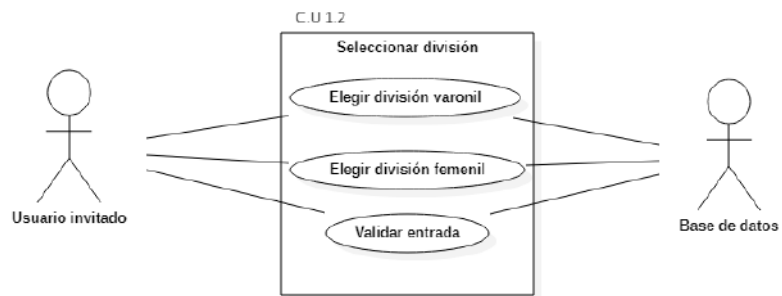 C.U 1.2
Seleccionar división
Elegir división varonil
Elegir división femenil
Usuario invitado
Validar entrada
Base de datos